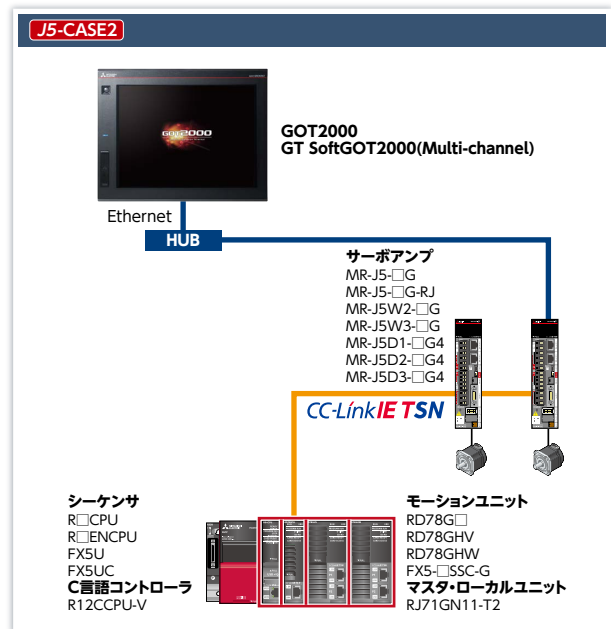 J5-CASE2
GOT2000
GOT2000
GT SoftGOT2000(Multi-channel)
Ethernet
HUB
サーボアンプ
MR-J5-□G
MR-J5-□G-RJ
MR-J5W2-□G
MR-J5W3-□G
MR-J5D1-□G4
MR-J5D2-□G4
MR-J5D3-□G4
CC-Link IE TSN
シーケンサ
R□CPU
R□ENCPU
FX5U
FX5UC
C言語コントローラ
R12CCPU-V
モーションユニット
RD78G□
RD78GHV
RD78GHW
FX5-□SSC-G
マスタ・ローカルユニット
RJ71GN11-T2